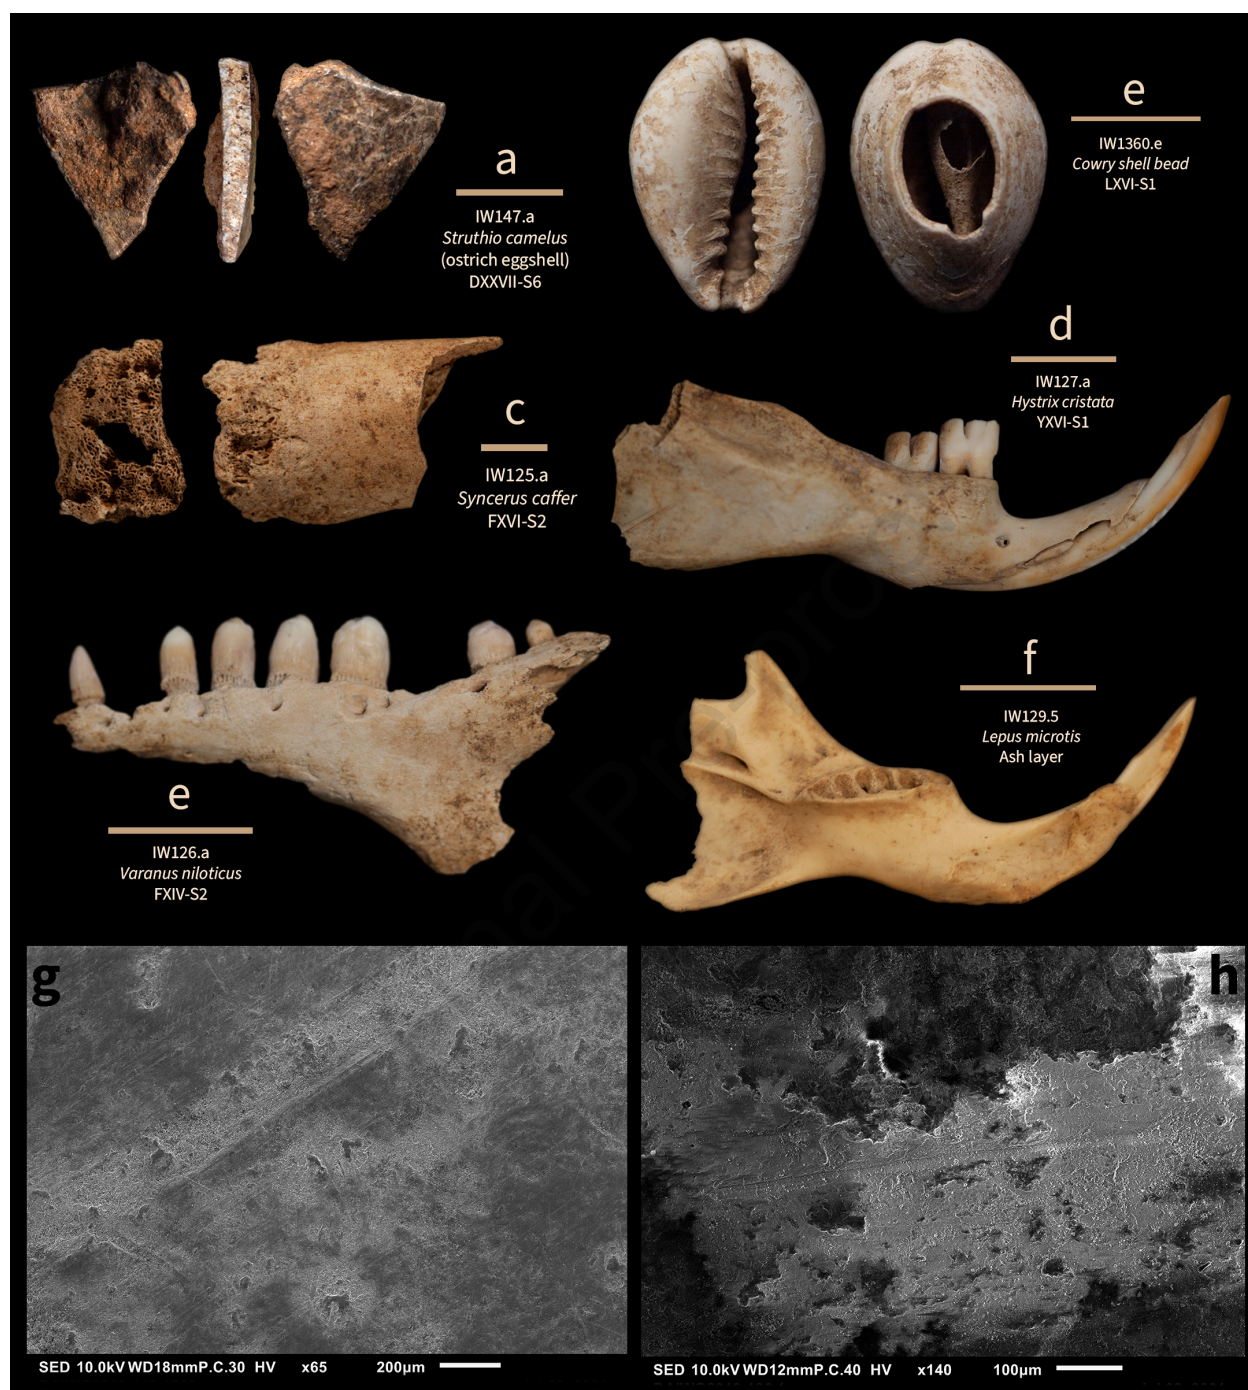 a
IW147.a
Struthio camelus
(ostrich eggshell)
DXXVII-S6
e
IW1360.e
Cowry shell bead
LXVI-S1
c
IW125.a
Syncerus caffer
FXVI-S2
d
IW127.a
Hystrix cristata
YXVI-S1
e
IW126.a
Varanus niloticus
FXIV-S2
f
IW129.5
Lepus microtis
Ash layer
g
SED 10.0kV WD18mmP.C.30 HV x65 200µm
h
SED 10.0kV WD12mmP.C.40 HV x140 100µm